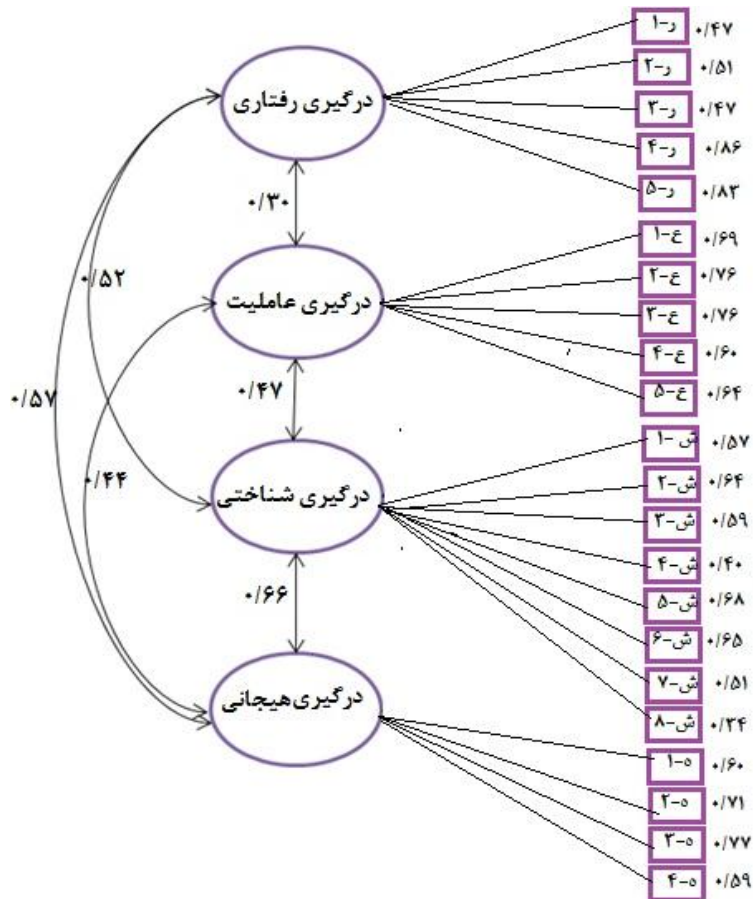 درگیری رفتاری
درگیری عاملیت
درگیری شناختی
درگیری هیجانی
۰/۳۰
۰/۵۲
۰/۴۷
۰/۵۷
۰/۴۴
۰/۶۶
ر-۱ ۰/۴۷
ر-۲ ۰/۵۱
ر-۳ ۰/۴۷
ر-۴ ۰/۸۶
ر-۵ ۰/۸۳
ع-۱ ۰/۶۹
ع-۲ ۰/۷۶
ع-۳ ۰/۷۶
ع-۴ ۰/۶۰
ع-۵ ۰/۶۴
ش-۱ ۰/۵۷
ش-۲ ۰/۶۴
ش-۳ ۰/۵۹
ش-۴ ۰/۴۰
ش-۵ ۰/۶۸
ش-۶ ۰/۶۵
ش-۷ ۰/۵۱
ش-۸ ۰/۳۴
ه-۱ ۰/۶۰
ه-۲ ۰/۷۱
ه-۳ ۰/۷۷
ه-۴ ۰/۵۹